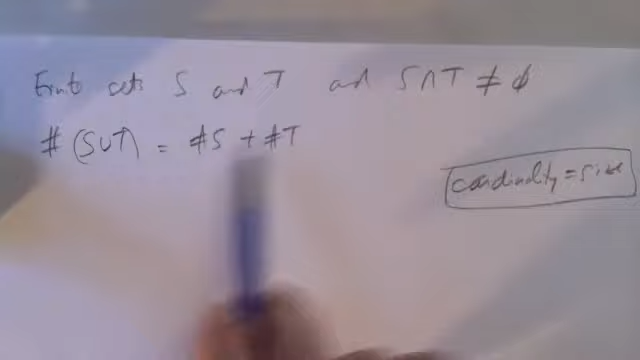 Finite sets S and T and S∩T ≠ ∅
# (S∪T) = #S + #T
cardinality = size